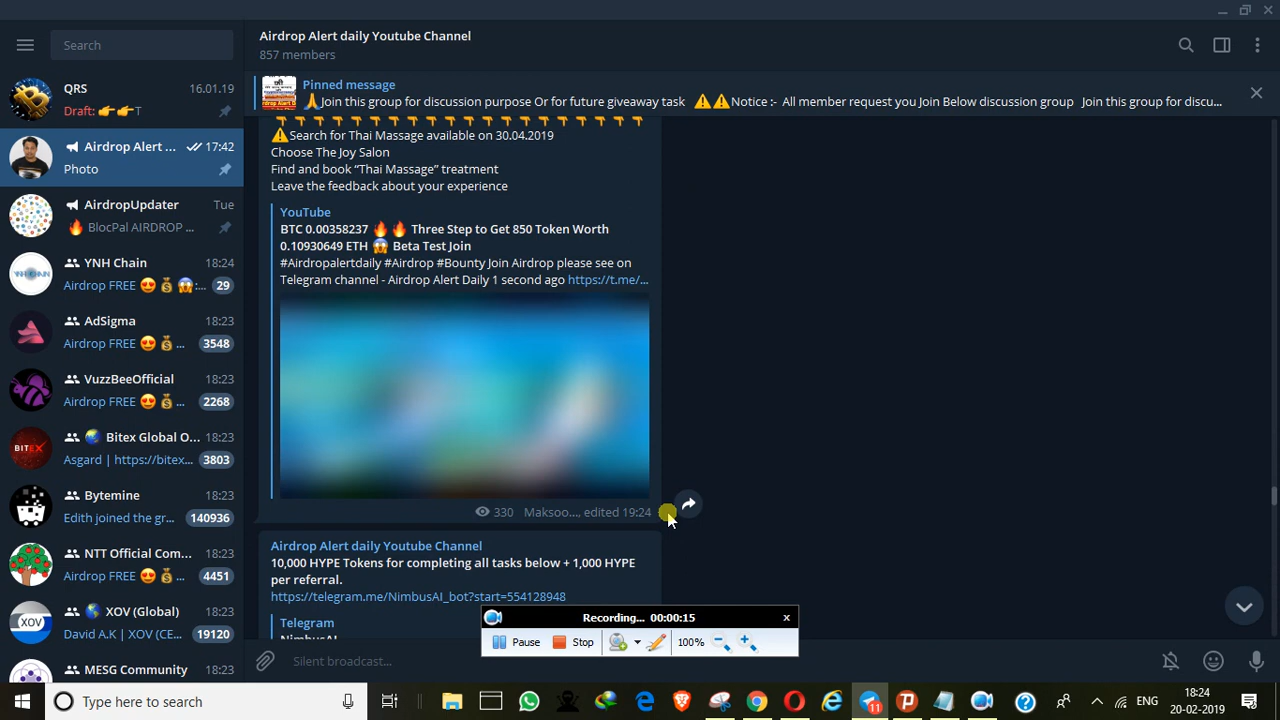 Search
Airdrop Alert daily Youtube Channel
857 members
QRS 16.01.19
Draft: 👉👉T
Pinned message
🙏Join this group for discussion purpose Or for future giveaway task ⚠️⚠️Notice :- All member request you Join Below discussion group Join this group for discu...
Airdrop Alert ... 17:42
Photo
AirdropUpdater Tue
🔥 BlocPal AIRDROP ...
YNH Chain 18:24
Airdrop FREE 😍💰😱:... 29
AdSigma 18:23
Airdrop FREE 😍💰... 3548
VuzzBeeOfficial 18:23
Airdrop FREE 😍💰... 2268
🌏 Bitex Global O... 18:23
Asgard | https://bitex... 3803
BITEX
Bytemine 18:23
Edith joined the gr... 140936
NTT Official Com... 18:23
Airdrop FREE 😍💰... 4451
🌎 XOV (Global) 18:23
David A.K | XOV (CE... 19120
XOV
MESG Community 18:23
⚠️Search for Thai Massage available on 30.04.2019
Choose The Joy Salon
Find and book “Thai Massage” treatment
Leave the feedback about your experience
YouTube
BTC 0.00358237 🔥🔥 Three Step to Get 850 Token Worth
0.10930649 ETH 😱 Beta Test Join
#Airdropalertdaily #Airdrop #Bounty Join Airdrop please see on
Telegram channel - Airdrop Alert Daily 1 second ago https://t.me/...
330 Maksoo..., edited 19:24
Airdrop Alert daily Youtube Channel
10,000 HYPE Tokens for completing all tasks below + 1,000 HYPE
per referral.
https://telegram.me/NimbusAI_bot?start=554128948
Telegram
NimbusAI
Recording... 00:00:15
Pause Stop 100%
Silent broadcast...
Type here to search
11
ENG
18:24
20-02-2019